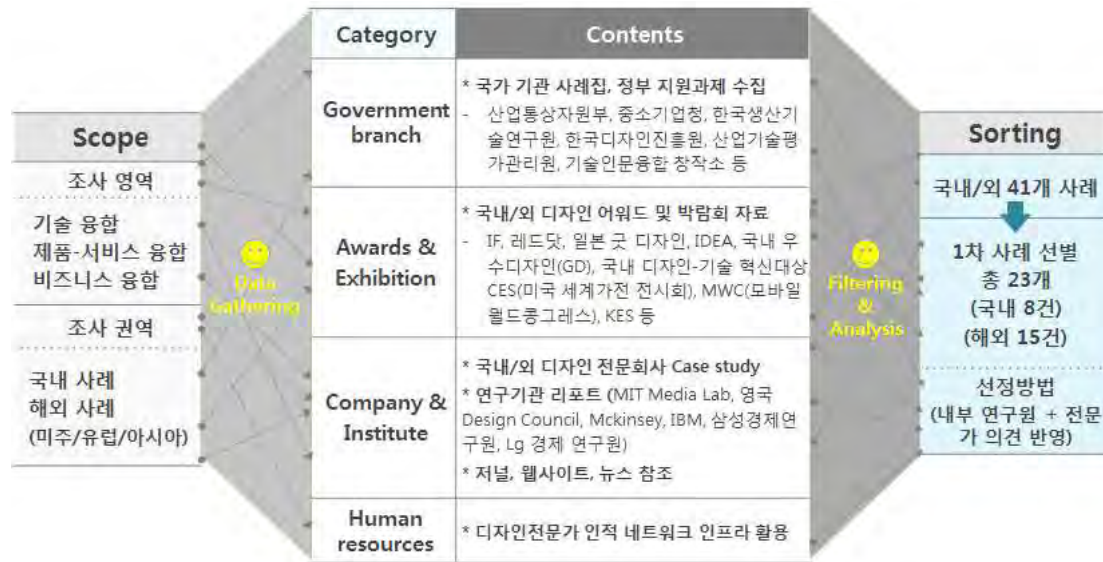 Scope
조사 영역
기술 융합
제품-서비스 융합
비즈니스 융합
조사 권역
국내 사례
해외 사례
(미주/유럽/아시아)
Data
Gathering
Category
Contents
Government
branch
* 국가 기관 사례집, 정부 지원과제 수집
- 산업통상자원부, 중소기업청, 한국생산기
술연구원, 한국디자인진흥원, 산업기술평
가관리원, 기술인문융합 창작소 등
Awards &
Exhibition
* 국내/외 디자인 어워드 및 박람회 자료
- IF, 레드닷, 일본 굿 디자인, IDEA, 국내 우
수디자인(GD), 국내 디자인-기술 혁신대상
CES(미국 세계가전 전시회), MWC(모바일
월드콩그레스), KES 등
Company &
Institute
* 국내/외 디자인 전문회사 Case study
* 연구기관 리포트 (MIT Media Lab, 영국
Design Council, Mckinsey, IBM, 삼성경제연
구원, Lg 경제 연구원)
* 저널, 웹사이트, 뉴스 참조
Human
resources
* 디자인전문가 인적 네트워크 인프라 활용
Filtering
&
Analysis
Sorting
국내/외 41개 사례
1차 사례 선별
총 23개
(국내 8건)
(해외 15건)
선정방법
(내부 연구원 + 전문
가 의견 반영)